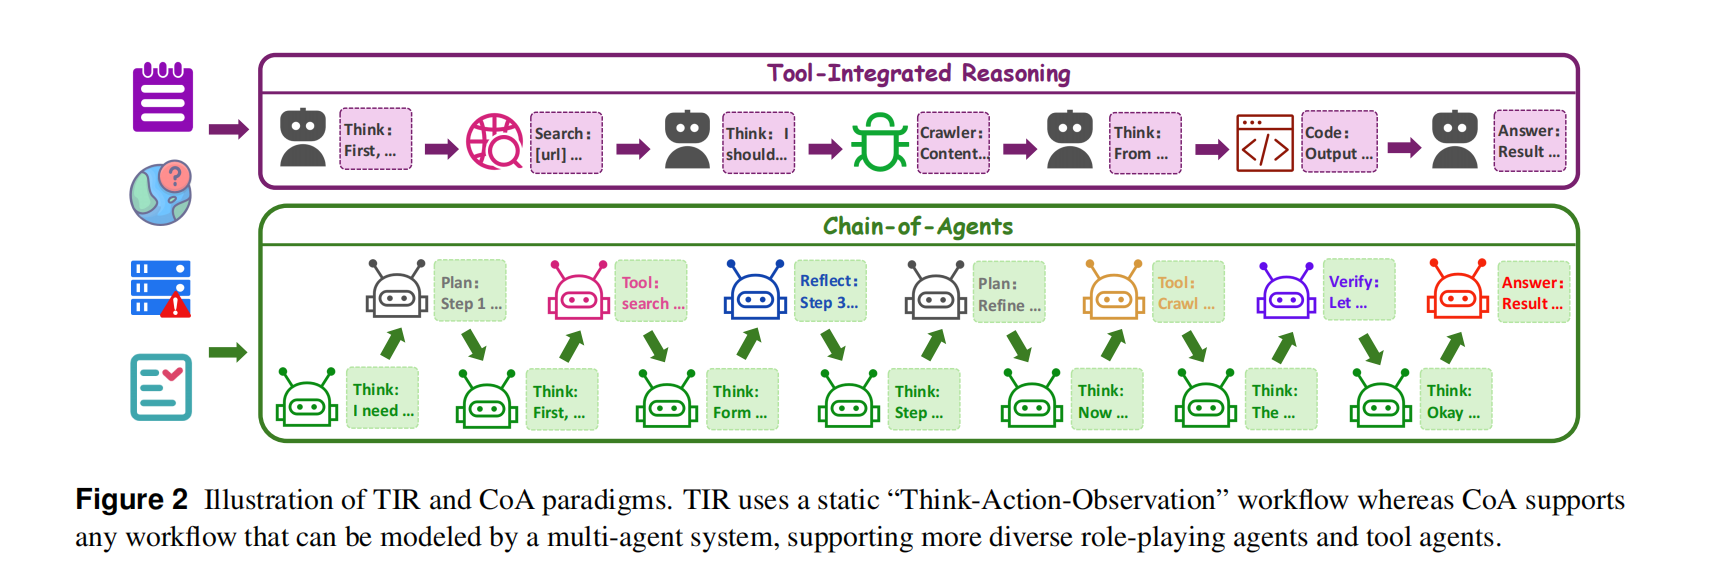 Tool-Integrated Reasoning
Think:
First, ...
Search:
[url] ...
Think: I
should...
Crawler:
Content...
Think:
From ...
Code:
Output ...
Answer:
Result ...
Chain-of-Agents
Plan:
Step 1 ...
Tool:
search ...
Reflect:
Step 3...
Plan:
Refine ...
Tool:
Crawl ...
Verify:
Let ...
Answer:
Result ...
Think:
I need ...
Think:
First, ...
Think:
Form ...
Think:
Step ...
Think:
Now ...
Think:
The ...
Think:
Okay ...
Figure 2 Illustration of TIR and CoA paradigms. TIR uses a static “Think-Action-Observation” workflow whereas CoA supports
any workflow that can be modeled by a multi-agent system, supporting more diverse role-playing agents and tool agents.